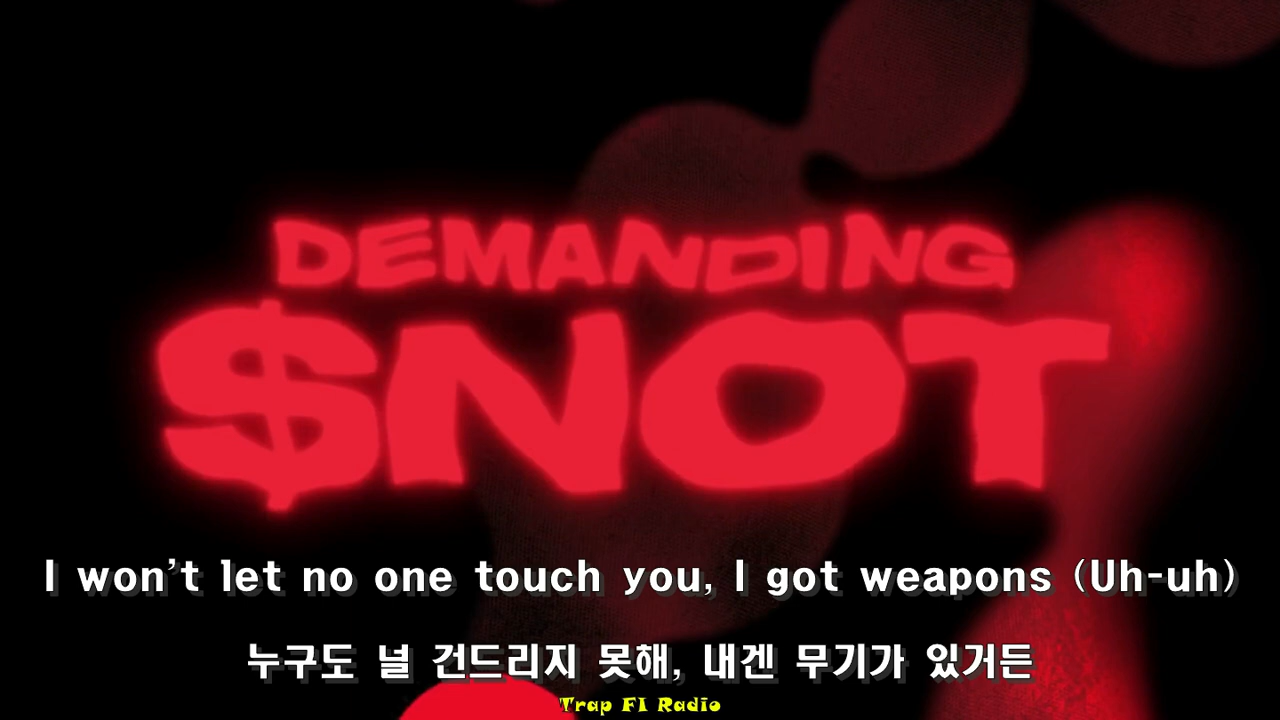 DEMANDING
$NOT
I won't let no one touch you, I got weapons (Uh-uh)
누구도 널 건드리지 못해, 내겐 무기가 있거든
Trap FI Radio